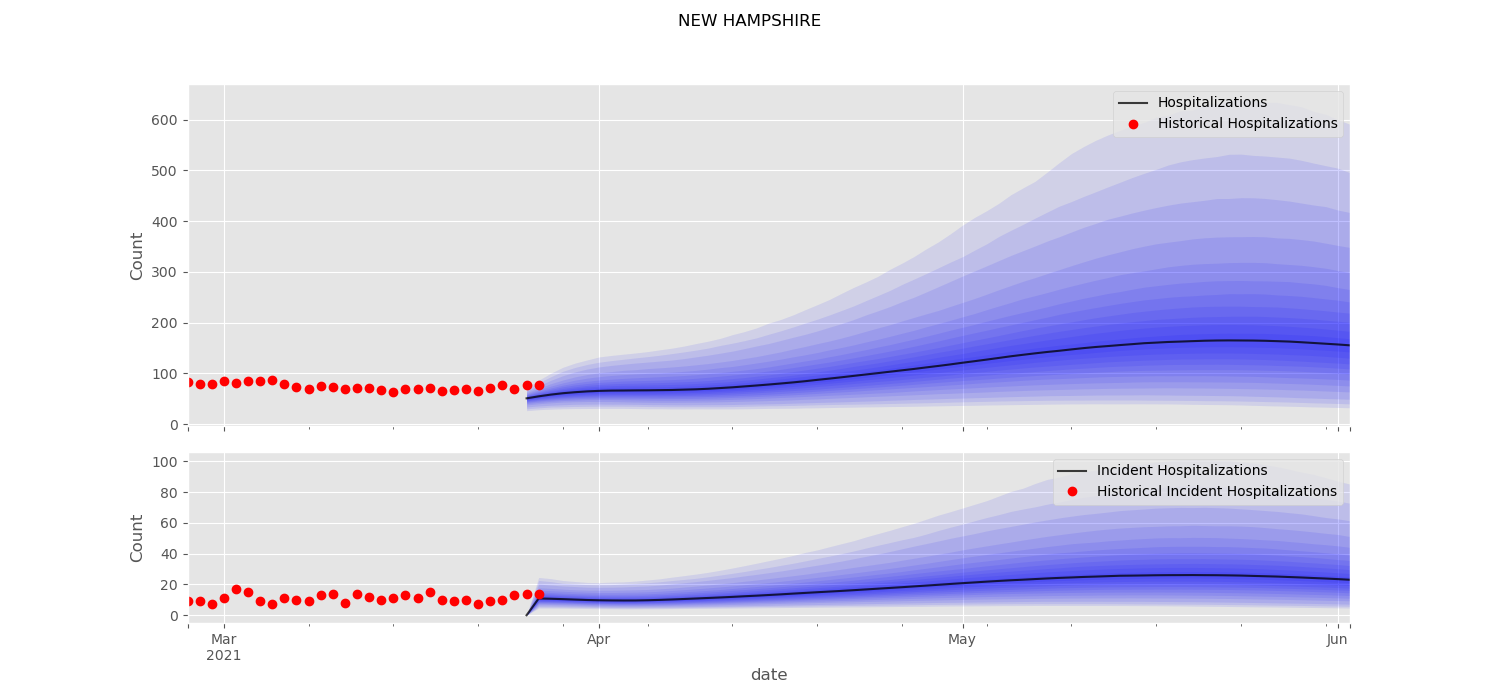 NEW HAMPSHIRE
Hospitalizations
Historical Hospitalizations
600
500
400
300
200
100
0
Count
Incident Hospitalizations
Historical Incident Hospitalizations
100
80
60
40
20
0
Count
Mar
2021
Apr
May
Jun
date